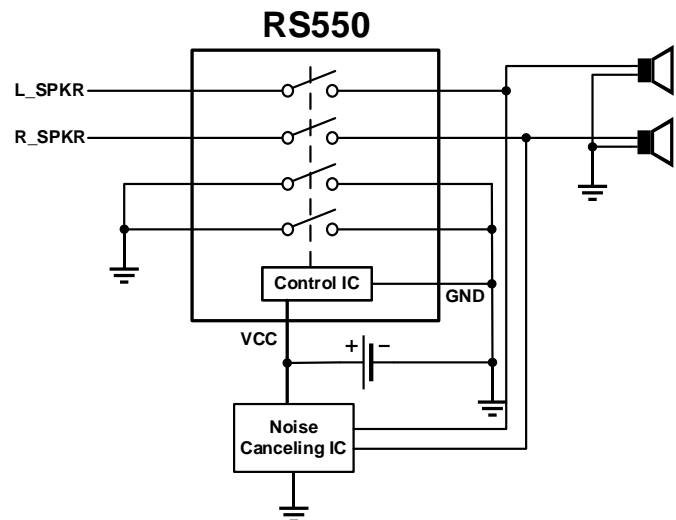 RS550
L_SPKR
R_SPKR
Control IC
GND
VCC
+ −
Noise
Canceling IC